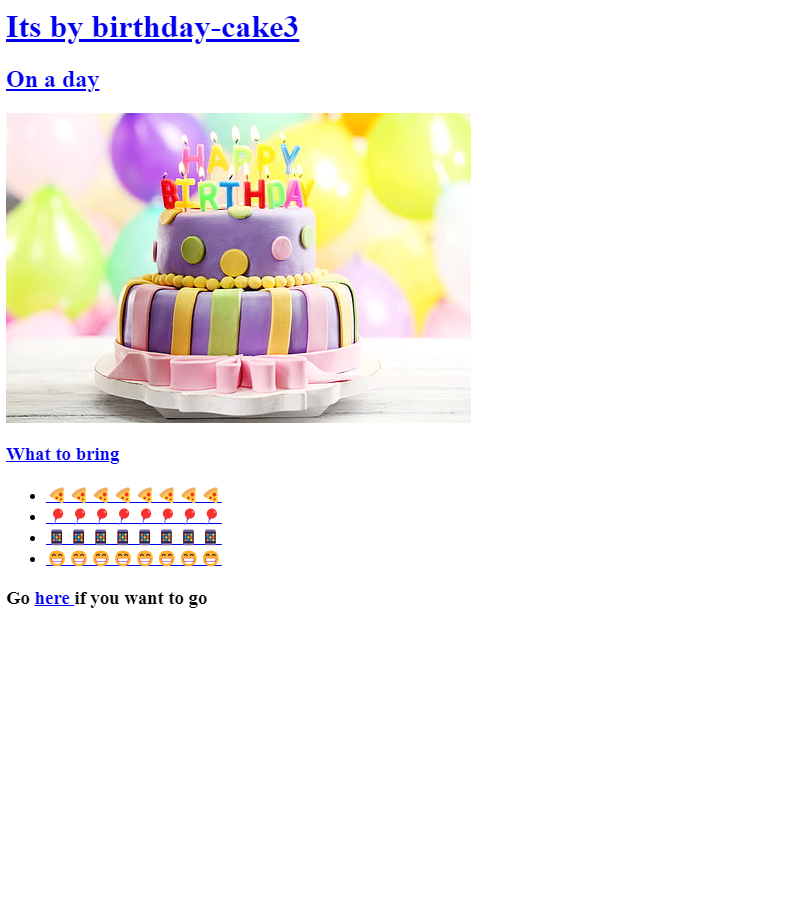 Its by birthday-cake3
On a day
HAPPY
BIRTHDAY
What to bring
🍕 🍕 🍕 🍕 🍕 🍕 🍕 🍕
🎈 🎈 🎈 🎈 🎈 🎈 🎈 🎈
📱 📱 📱 📱 📱 📱 📱 📱
😁 😁 😁 😁 😁 😁 😁 😁
Go here if you want to go